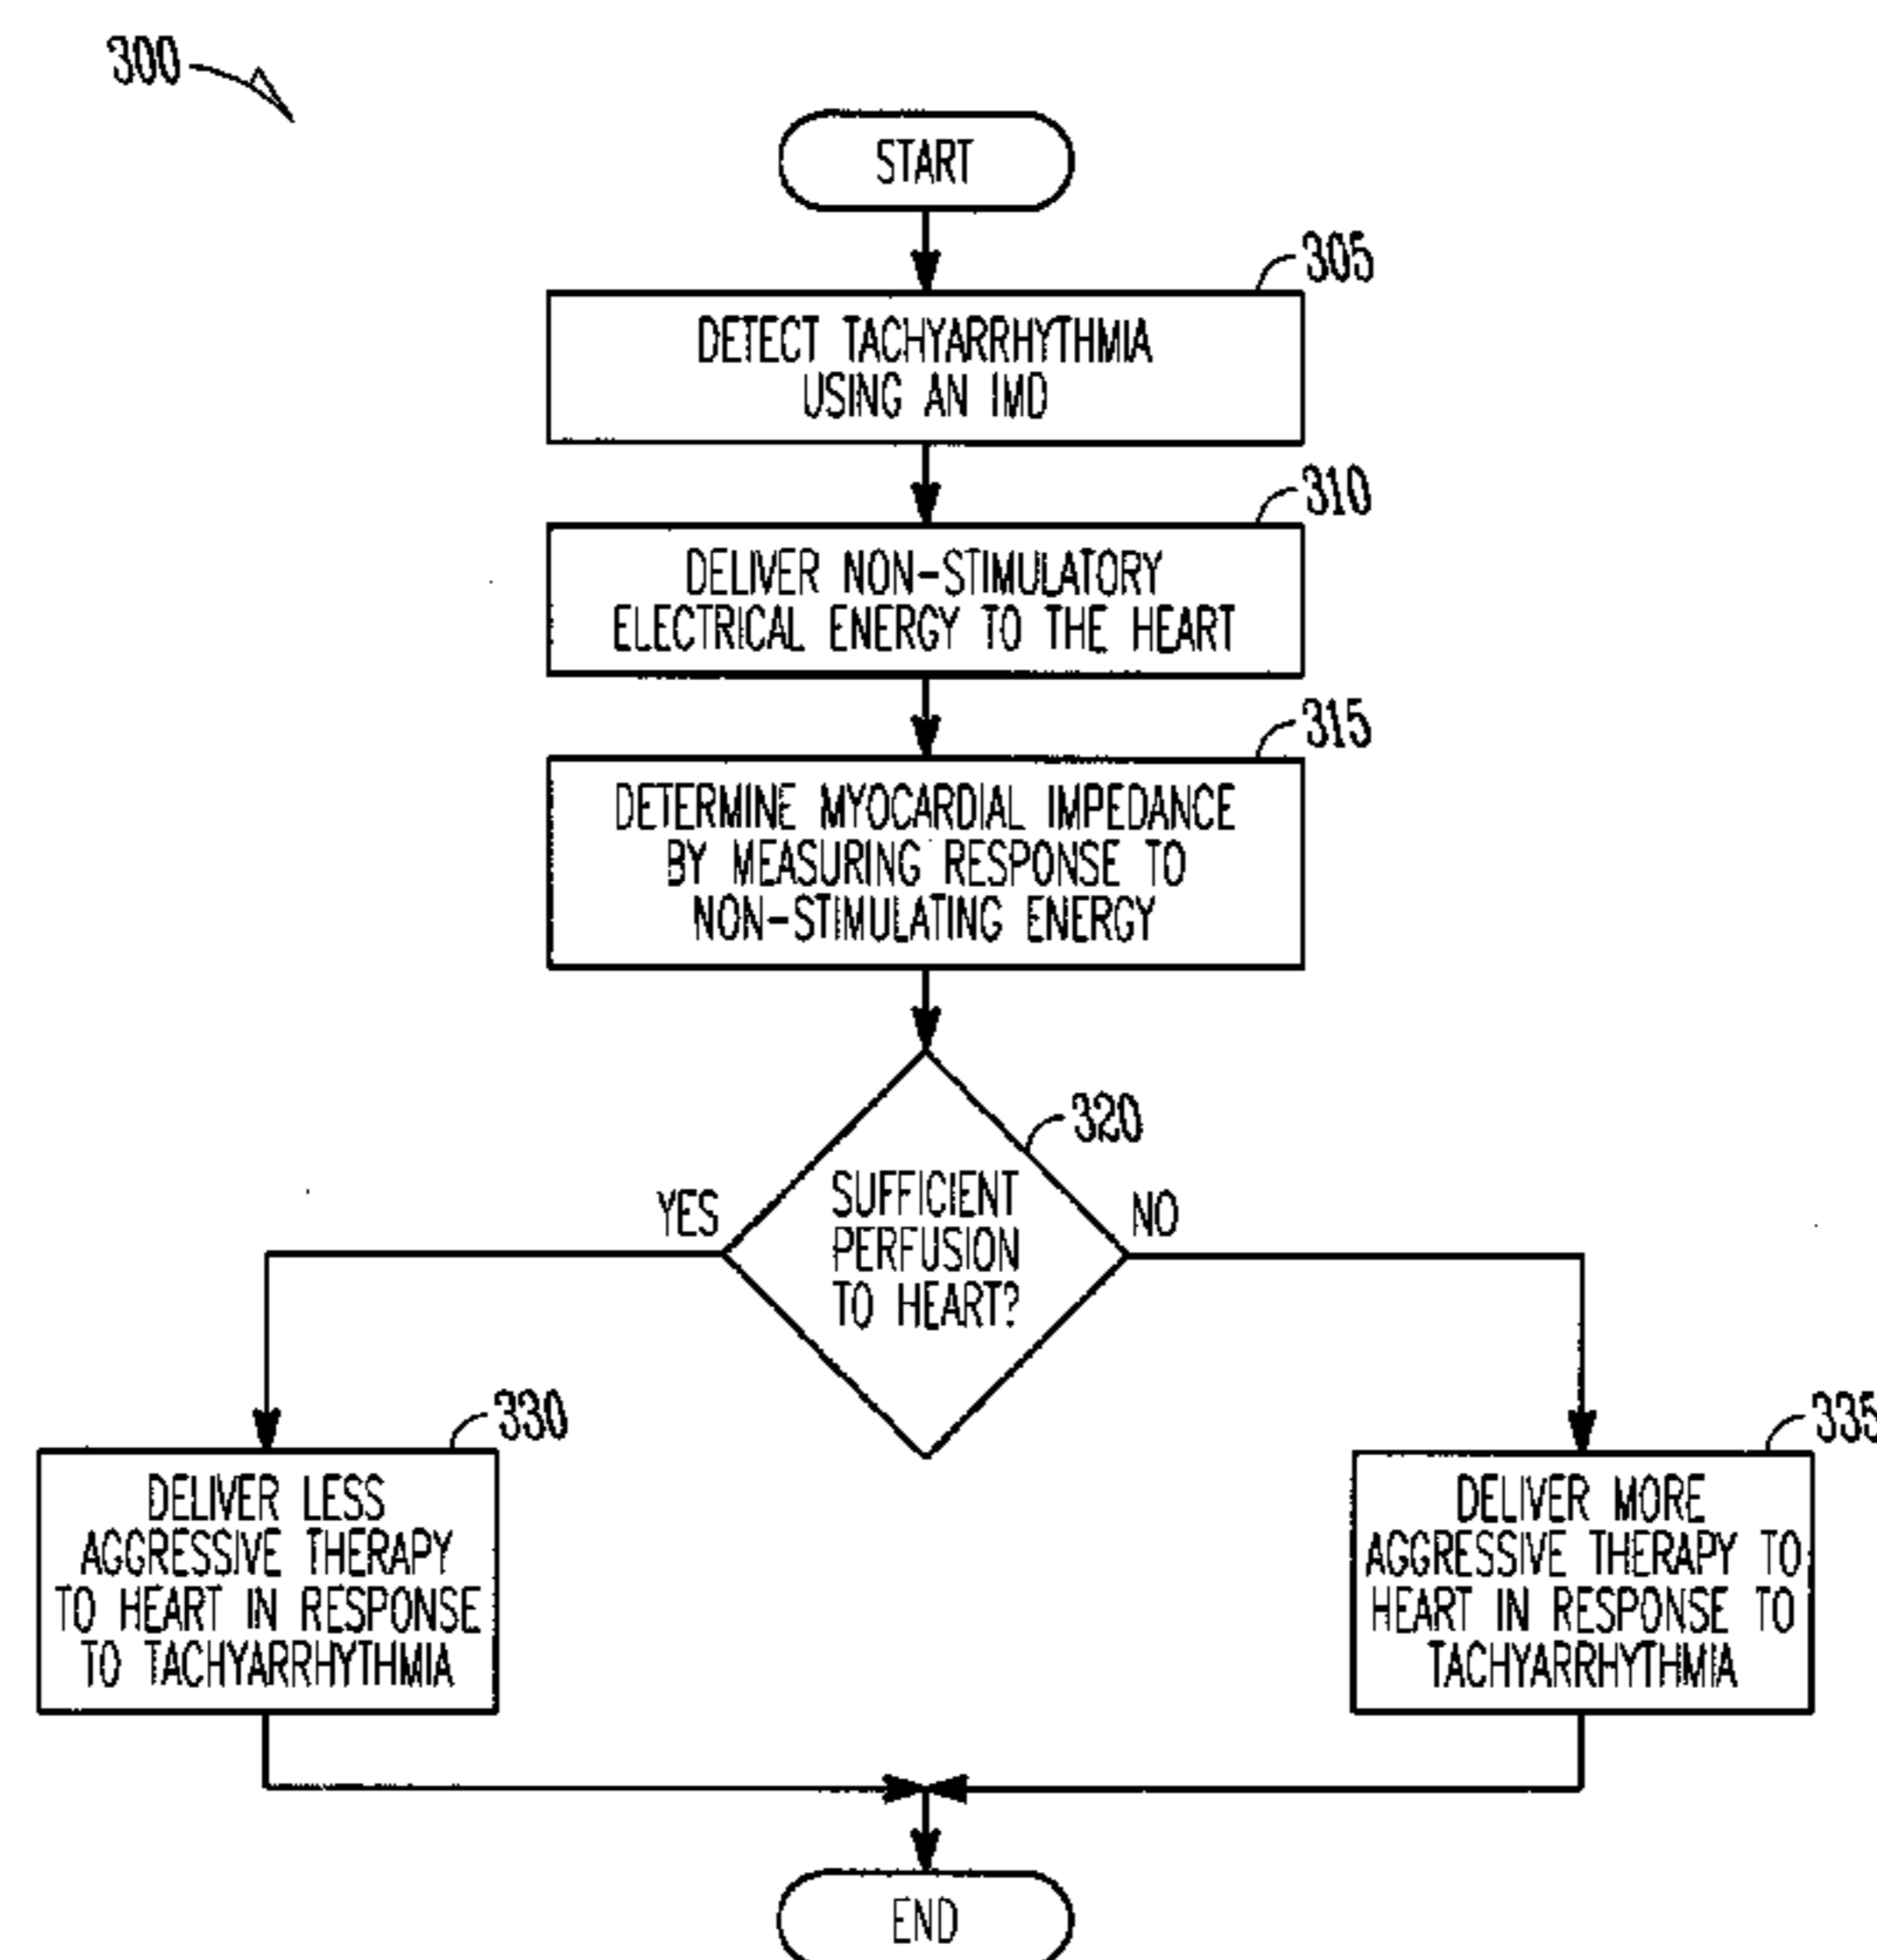 300
START
305
DETECT TACHYARRHYTHMIA
USING AN IMD
310
DELIVER NON-STIMULATORY
ELECTRICAL ENERGY TO THE HEART
315
DETERMINE MYOCARDIAL IMPEDANCE
BY MEASURING RESPONSE TO
NON-STIMULATING ENERGY
320
YES
SUFFICIENT
PERFUSION
TO HEART?
NO
330
DELIVER LESS
AGGRESSIVE THERAPY
TO HEART IN RESPONSE
TO TACHYARRHYTHMIA
335
DELIVER MORE
AGGRESSIVE THERAPY TO
HEART IN RESPONSE TO
TACHYARRHYTHMIA
END